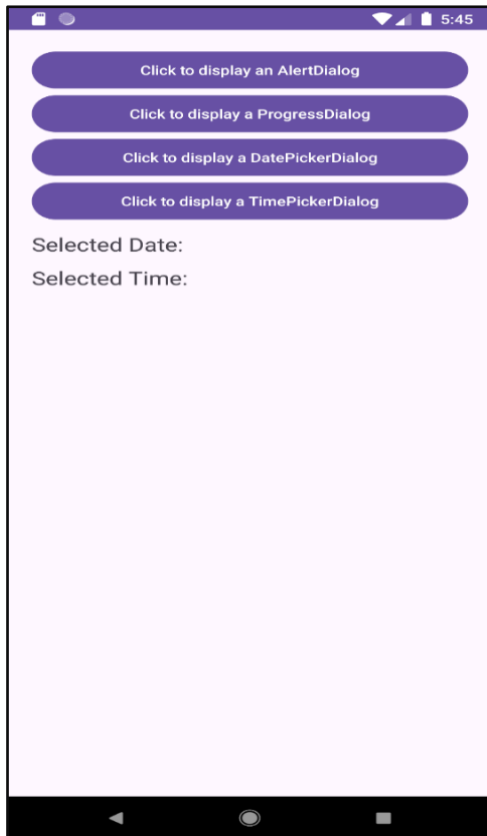 5:45
Click to display an AlertDialog
Click to display a ProgressDialog
Click to display a DatePickerDialog
Click to display a TimePickerDialog
Selected Date:
Selected Time: